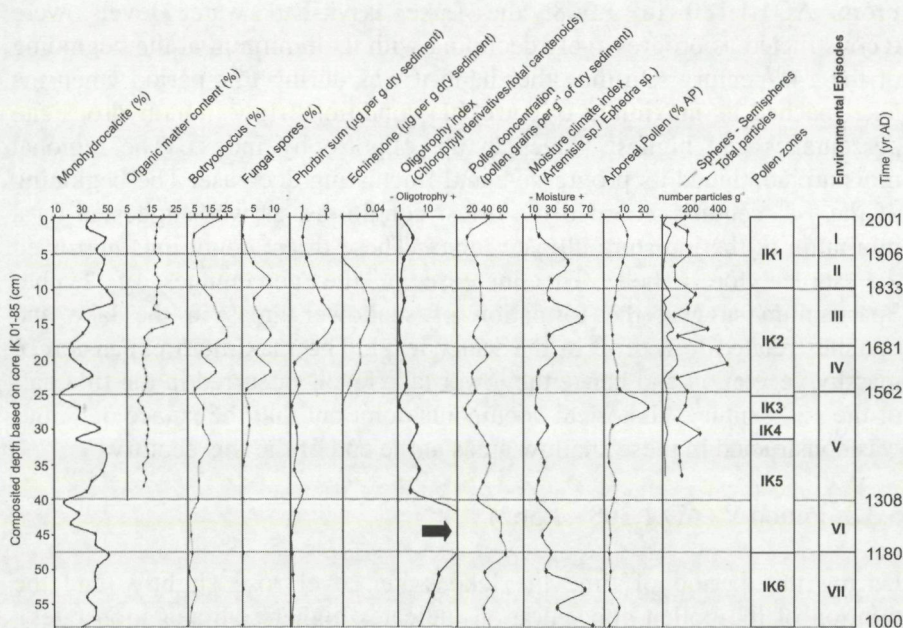 Monohydrocalcite (%)
Organic matter content (%)
Botryococcus (%)
Fungal spores (%)
Phorbin sum (µg per g dry sediment)
Echinenone (µg per g dry sediment)
Oligotrophy index
(Chlorophyll derivatives/total carotenoids)
Pollen concentration
(pollen grains per g⁻¹ of dry sediment)
Moisture climate index
(Artemisia sp./ Ephedra sp.)
Arboreal Pollen (% AP)
Spheres - Semispheres
Total particles
Pollen zones
Environmental Episodes
Time (yr AD)
- Oligotrophy +
- Moisture +
number particles g⁻¹
10 30 50
5 15 25
5 15 25
10
1 2 3
0 0.04
1 10
20 40 60
10 30 50 70
10
200 400
Composited depth based on core IK (01-85) (cm)
0
5
10
15
20
25
30
35
40
45
50
55
IK1
IK2
IK3
IK4
IK5
IK6
I
II
III
IV
V
VI
VII
2001
1906
1833
1681
1562
1308
1180
1000